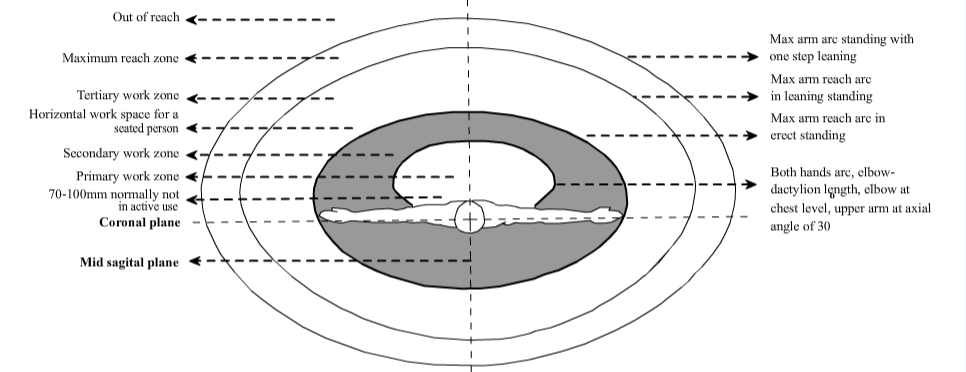 Out of reach
Maximum reach zone
Tertiary work zone
Horizontal work space for a
seated person
Secondary work zone
Primary work zone
70-100mm normally not
in active use
Coronal plane
Mid sagital plane
Max arm arc standing with
one step leaning
Max arm reach arc
in leaning standing
Max arm reach arc in
erect standing
Both hands arc, elbow-
dactylion length, elbow at
chest level, upper arm at axial
angle of 30